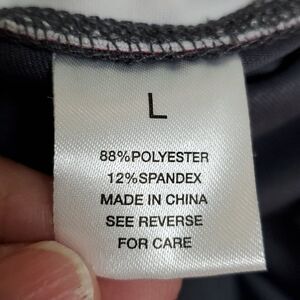 L
88%POLYESTER
12%SPANDEX
MADE IN CHINA
SEE REVERSE
FOR CARE